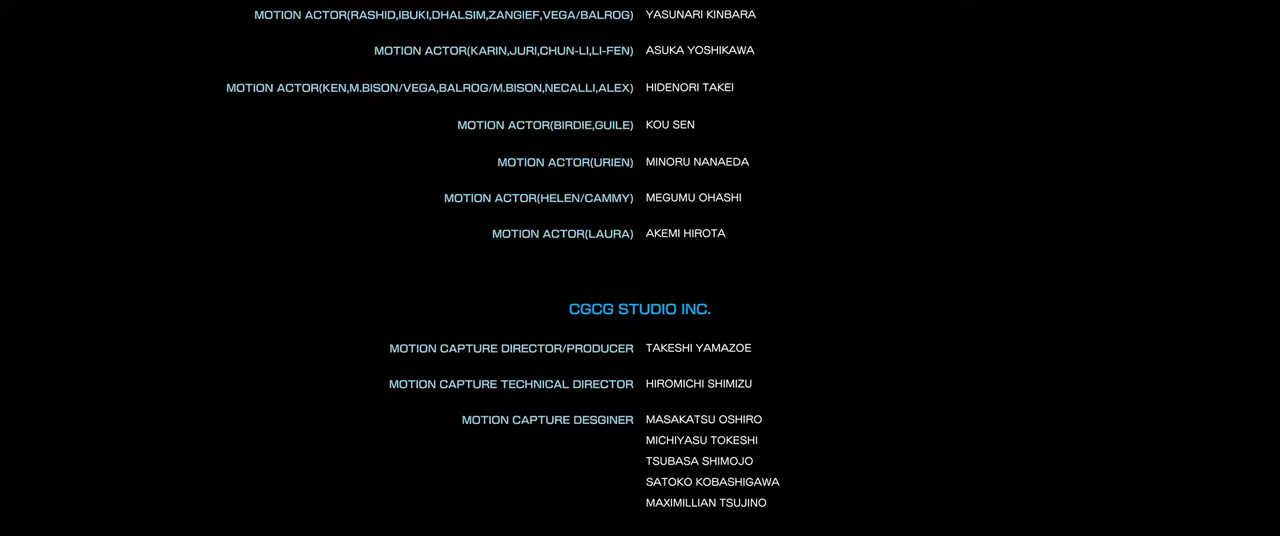 MOTION ACTOR(RASHID,IBUKI,DHALSIM,ZANGIEF,VEGA/BALROG) YASUNARI KINBARA
MOTION ACTOR(KARIN,JURI,CHUN-LI,LI-FEN) ASUKA YOSHIKAWA
MOTION ACTOR(KEN,M.BISON/VEGA,BALROG/M.BISON,NECALLI,ALEX) HIDENORI TAKEI
MOTION ACTOR(BIRDIE,GUILE) KOU SEN
MOTION ACTOR(URIEN) MINORU NANAEDA
MOTION ACTOR(HELEN/CAMMY) MEGUMU OHASHI
MOTION ACTOR(LAURA) AKEMI HIROTA
CGCG STUDIO INC.
MOTION CAPTURE DIRECTOR/PRODUCER TAKESHI YAMAZOE
MOTION CAPTURE TECHNICAL DIRECTOR HIROMICHI SHIMIZU
MOTION CAPTURE DESGINER MASAKATSU OSHIRO
MICHIYASU TOKESHI
TSUBASA SHIMOJO
SATOKO KOBASHIGAWA
MAXIMILLIAN TSUJINO